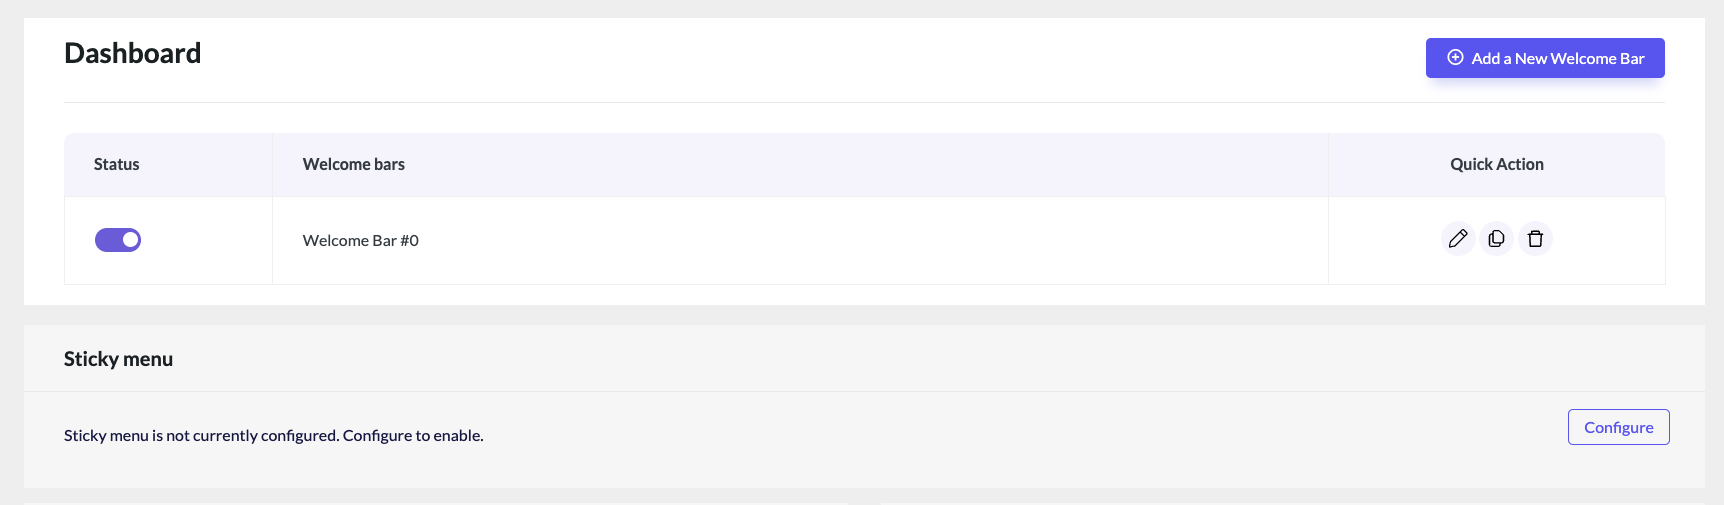 Dashboard
Add a New Welcome Bar
Status
Welcome bars
Quick Action
Welcome Bar #0
Sticky menu
Sticky menu is not currently configured. Configure to enable.
Configure